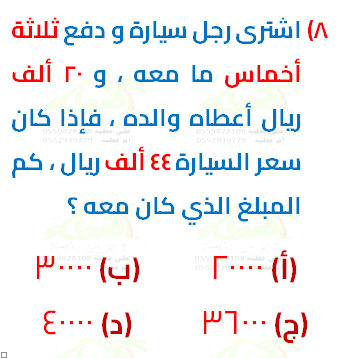 ٨) اشترى رجل سيارة و دفع ثلاثة
أخماس ما معه ، و ٢٠ ألف
ريال أعطاه والده ، فإذا كان
سعر السيارة ٤٤ ألف ريال ، كم
المبلغ الذي كان معه ؟
(أ) ٢٠٠٠٠ (ب) ٣٠٠٠٠
(ج) ٣٦٠٠٠ (د) ٤٠٠٠٠